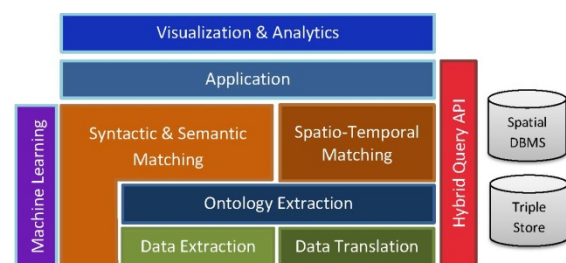 Visualization & Analytics
Application
Machine Learning
Syntactic & Semantic
Matching
Spatio-Temporal
Matching
Ontology Extraction
Data Extraction
Data Translation
Hybrid Query API
Spatial
DBMS
Triple
Store